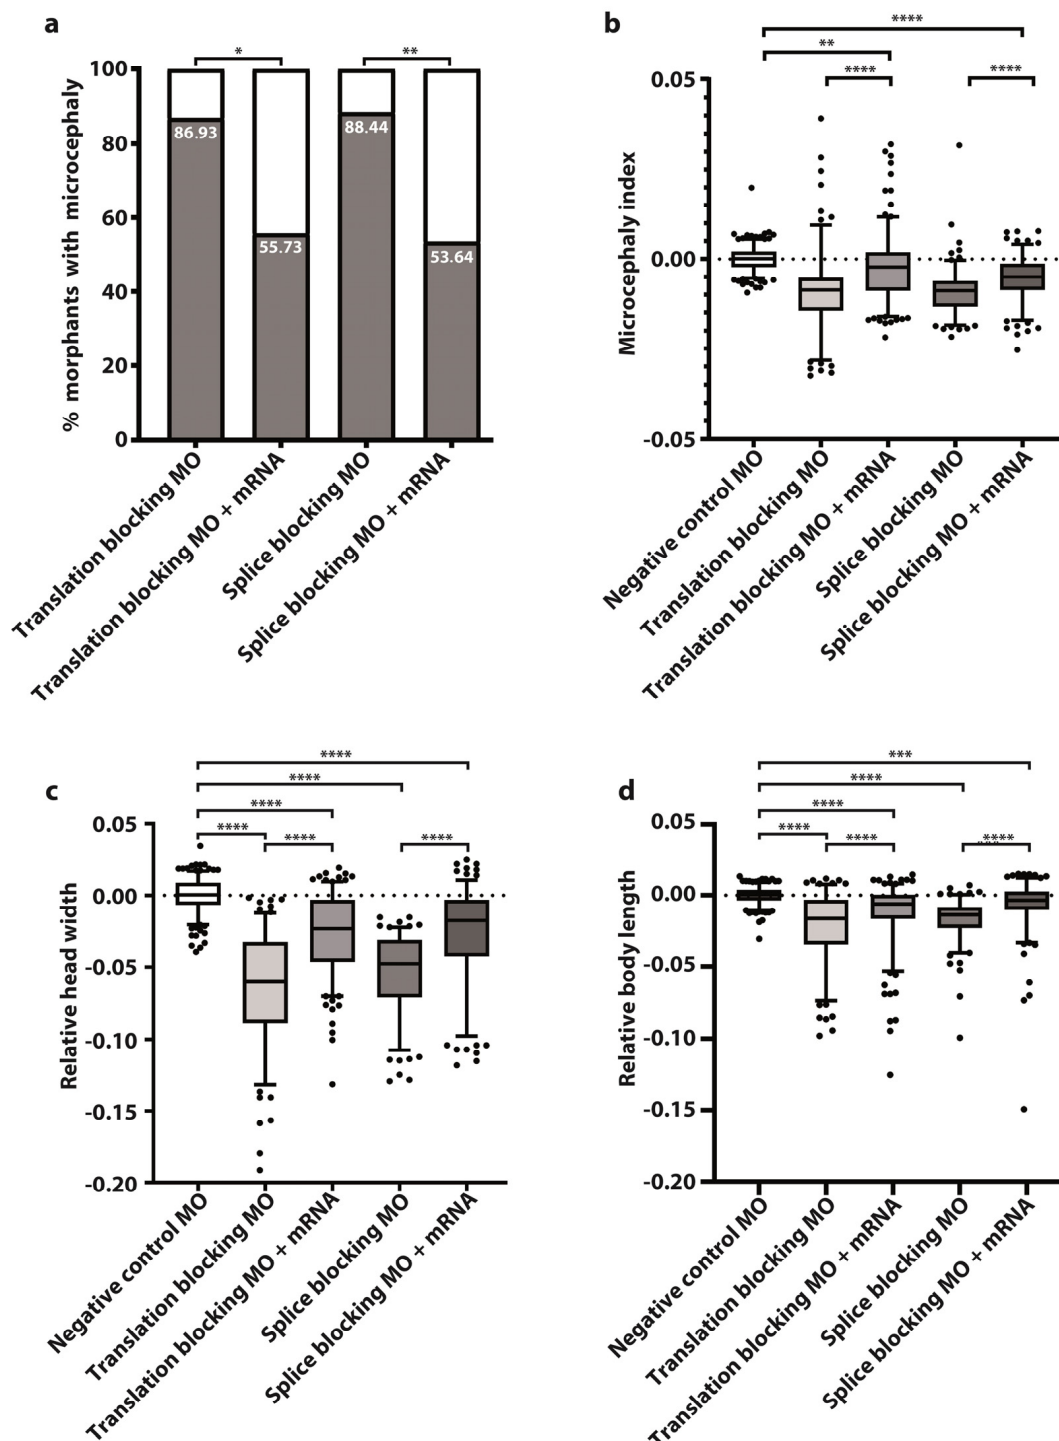 a
*
**
% morphants with microcephaly
100
80
60
40
20
0
86.93
55.73
88.44
53.64
Translation blocking MO
Translation blocking MO + mRNA
Splice blocking MO
Splice blocking MO + mRNA
b
****
**
****
****
Microcephaly index
0.05
0.00
-0.05
Negative control MO
Translation blocking MO
Translation blocking MO + mRNA
Splice blocking MO
Splice blocking MO + mRNA
c
****
****
****
****
****
****
Relative head width
0.05
0.00
-0.05
-0.10
-0.15
-0.20
Negative control MO
Translation blocking MO
Translation blocking MO + mRNA
Splice blocking MO
Splice blocking MO + mRNA
d
***
****
****
****
****
****
Relative body length
0.05
0.00
-0.05
-0.10
-0.15
-0.20
Negative control MO
Translation blocking MO
Translation blocking MO + mRNA
Splice blocking MO
Splice blocking MO + mRNA